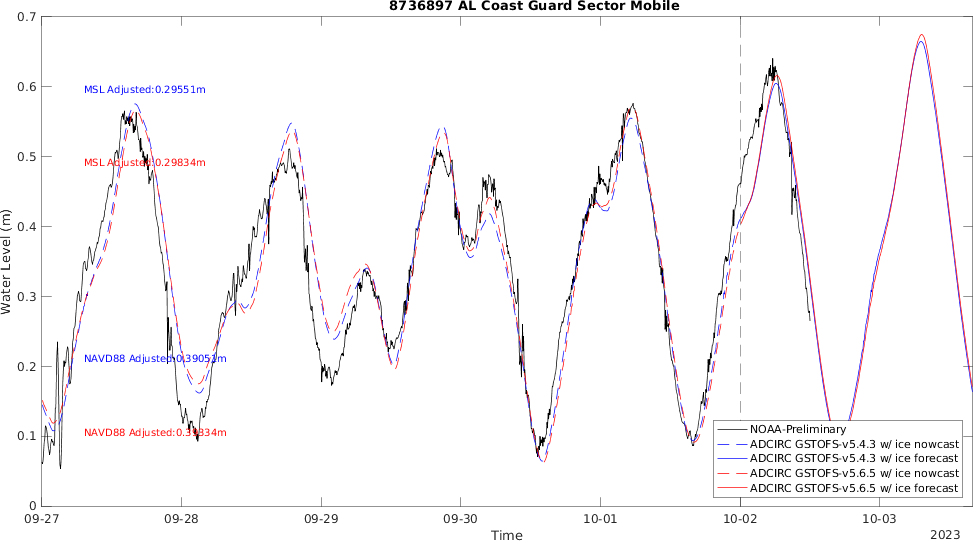 8736897 AL Coast Guard Sector Mobile
0.7
0.6
0.5
0.4
0.3
0.2
0.1
0
Water Level (m)
MSL Adjusted:0.29551m
MSL Adjusted:0.29834m
NAVD88 Adjusted:0.39051m
NAVD88 Adjusted:0.39334m
NOAA-Preliminary
ADCIRC GSTOFS-v5.4.3 w/ ice nowcast
ADCIRC GSTOFS-v5.4.3 w/ ice forecast
ADCIRC GSTOFS-v5.6.5 w/ ice nowcast
ADCIRC GSTOFS-v5.6.5 w/ ice forecast
09-27 09-28 09-29 09-30 10-01 10-02 10-03
Time
2023